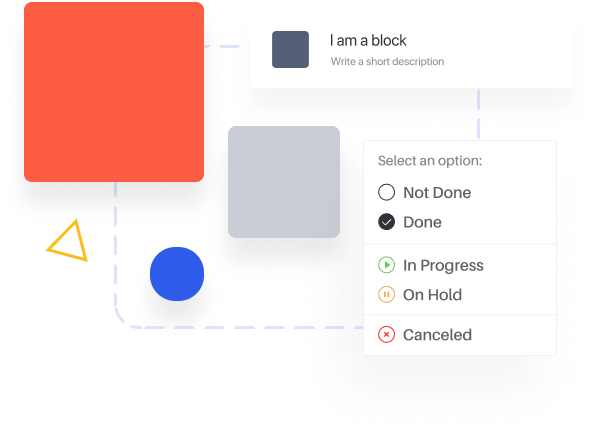 I am a block
Write a short description
Select an option:
Not Done
Done
In Progress
On Hold
Canceled